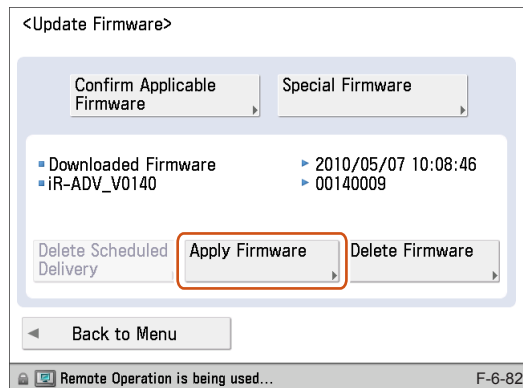 <Update Firmware>
Confirm Applicable
Firmware
Special Firmware
Downloaded Firmware
2010/05/07 10:08:46
iR-ADV_V0140
00140009
Delete Scheduled
Delivery
Apply Firmware
Delete Firmware
Back to Menu
Remote Operation is being used...
F-6-82